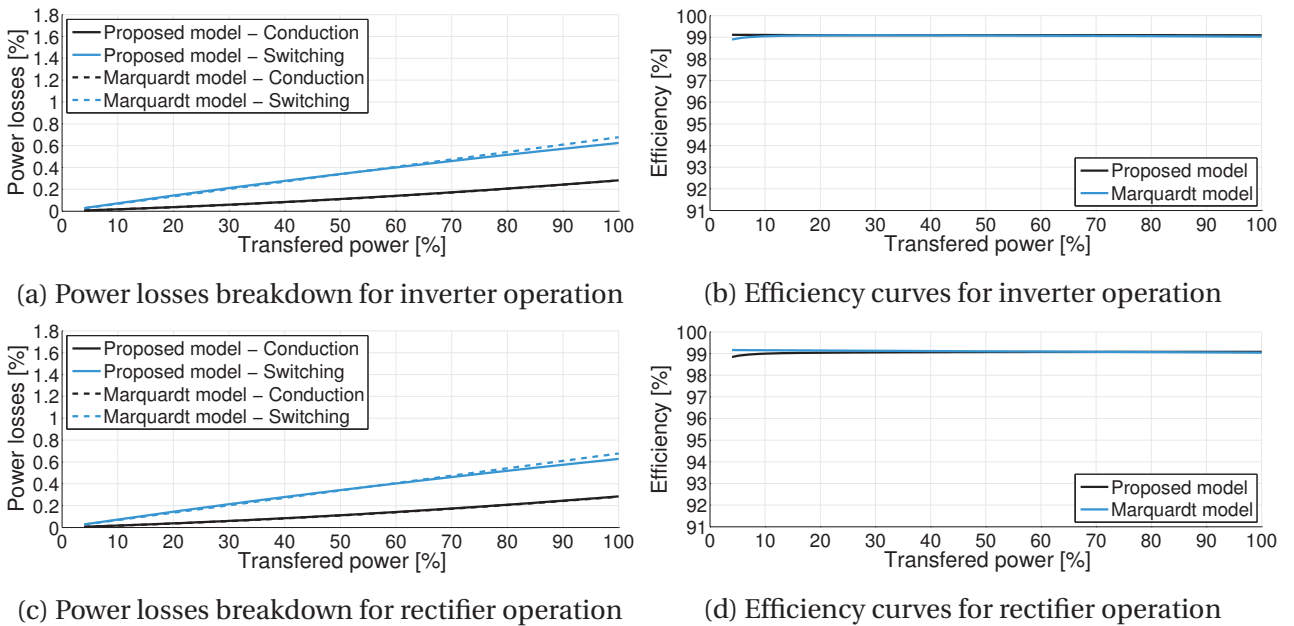 1.8
1.6
1.4
1.2
1
0.8
0.6
0.4
0.2
0
Power losses [%]
Proposed model – Conduction
Proposed model – Switching
Marquardt model – Conduction
Marquardt model – Switching
0 10 20 30 40 50 60 70 80 90 100
Transfered power [%]
(a) Power losses breakdown for inverter operation
100
99
98
97
96
95
94
93
92
91
Efficiency [%]
Proposed model
Marquardt model
0 10 20 30 40 50 60 70 80 90 100
Transfered power [%]
(b) Efficiency curves for inverter operation
1.8
1.6
1.4
1.2
1
0.8
0.6
0.4
0.2
0
Power losses [%]
Proposed model – Conduction
Proposed model – Switching
Marquardt model – Conduction
Marquardt model – Switching
0 10 20 30 40 50 60 70 80 90 100
Transfered power [%]
(c) Power losses breakdown for rectifier operation
100
99
98
97
96
95
94
93
92
91
Efficiency [%]
Proposed model
Marquardt model
0 10 20 30 40 50 60 70 80 90 100
Transfered power [%]
(d) Efficiency curves for rectifier operation